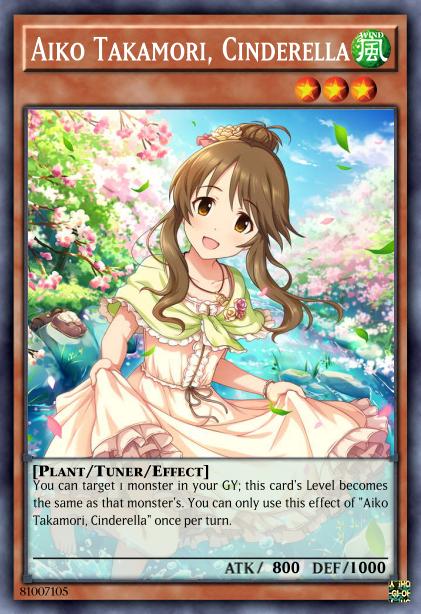 Aiko Takamori, Cinderella
WIND
風
[Plant/Tuner/Effect]
You can target 1 monster in your GY; this card's Level becomes
the same as that monster's. You can only use this effect of "Aiko
Takamori, Cinderella" once per turn.
ATK/ 800 DEF/1000
81007105